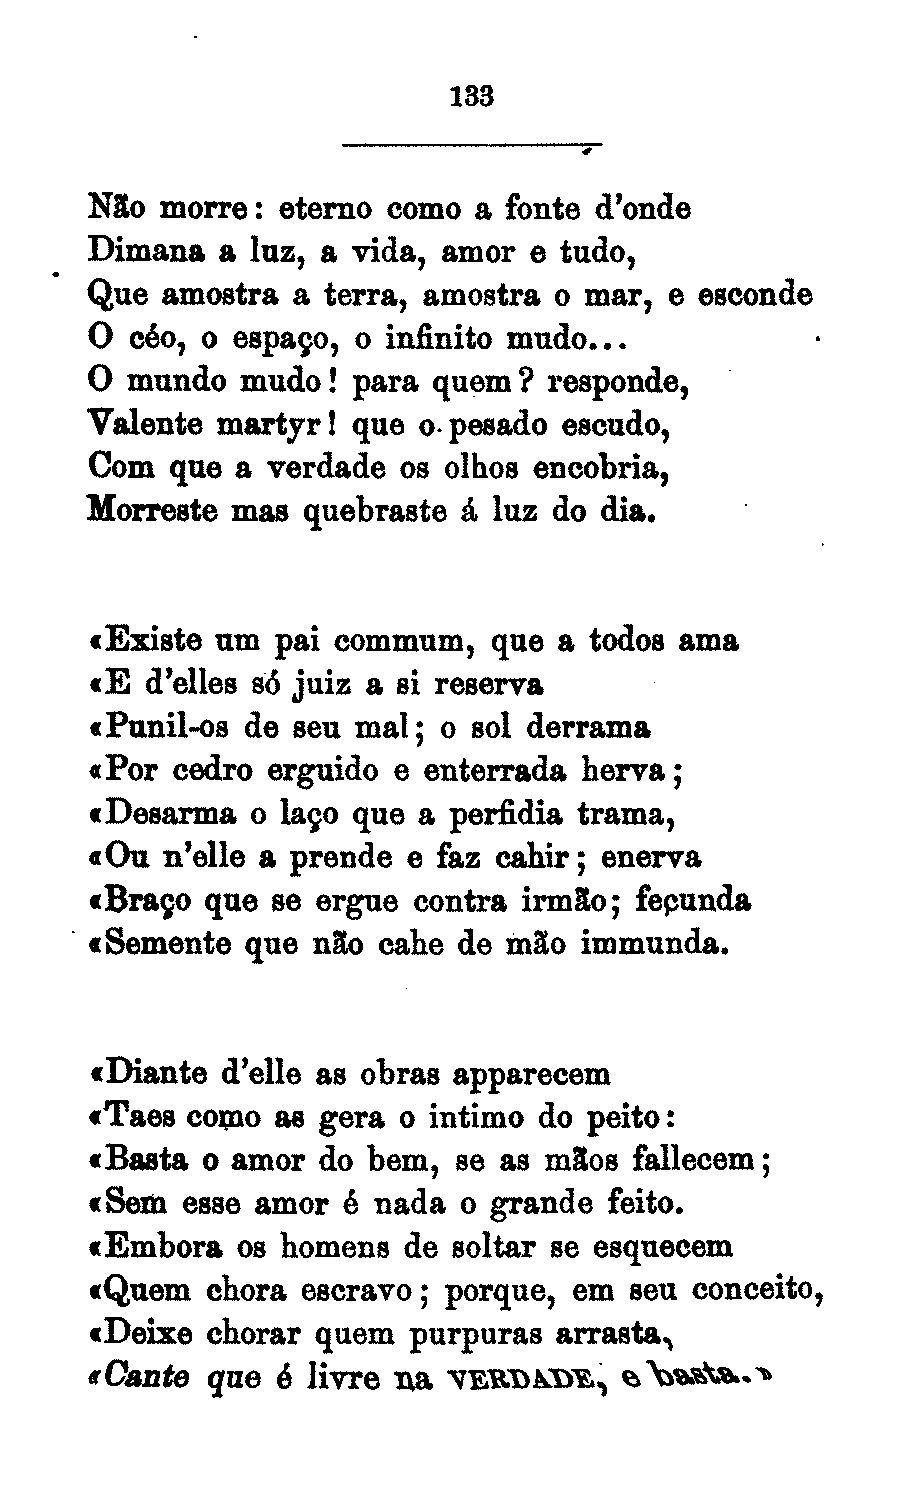 133
Não morre: eterno como a fonte d'onde
Dimana a luz, a vida, amor e tudo,
Que amostra a terra, amostra o mar, e esconde
O céo, o espaço, o infinito mudo...
O mundo mudo! para quem? responde,
Valente martyr! que o pesado escudo,
Com que a verdade os olhos encobria,
Morreste mas quebraste á luz do dia.
«Existe um pai commum, que a todos ama
«E d'elles só juiz a si reserva
«Punil-os de seu mal; o sol derrama
«Por cedro erguido e enterrada herva;
«Desarma o laço que a perfidia trama,
«Ou n'elle a prende e faz cahir; enerva
«Braço que se ergue contra irmão; fecunda
«Semente que não cahe de mão immunda.
«Diante d'elle as obras apparecem
«Taes como as gera o intimo do peito:
«Basta o amor do bem, se as mãos fallecem;
«Sem esse amor é nada o grande feito.
«Embora os homens de soltar se esquecem
«Quem chora escravo; porque, em seu conceito,
«Deixe chorar quem purpuras arrasta,
«Cante que é livre na VERDADE, e basta.»